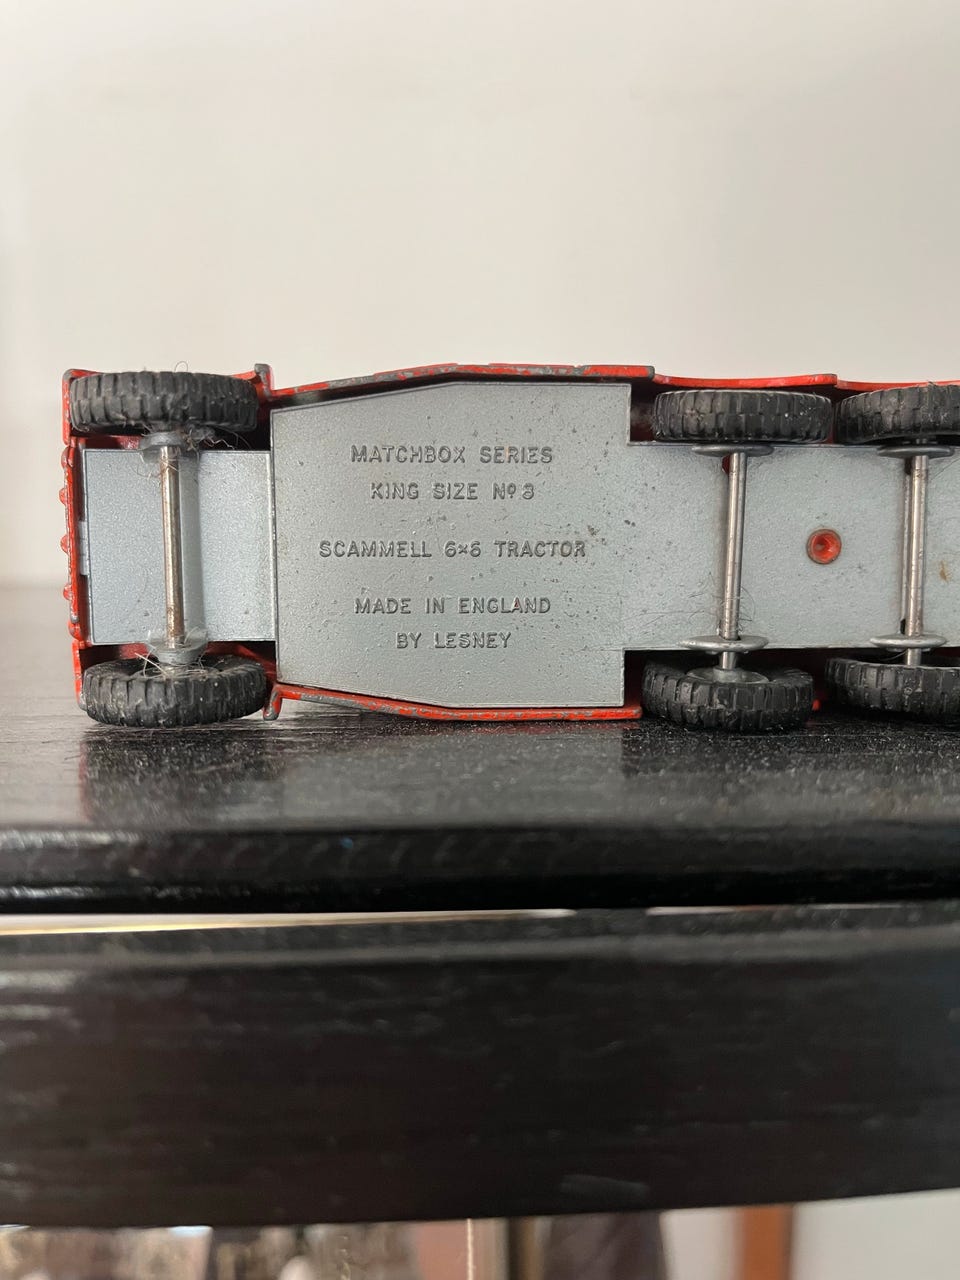 MATCHBOX SERIES
KING SIZE Nº 8
SCAMMELL 6×6 TRACTOR
MADE IN ENGLAND
BY LESNEY